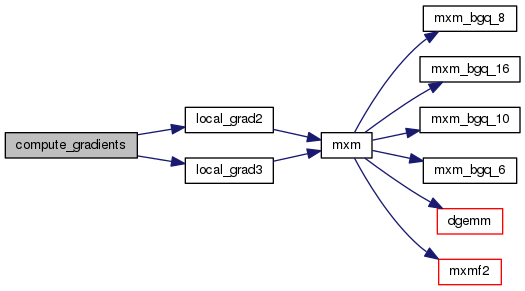 compute_gradients
local_grad2
local_grad3
mxm
mxm_bgq_8
mxm_bgq_16
mxm_bgq_10
mxm_bgq_6
dgemm
mxmf2